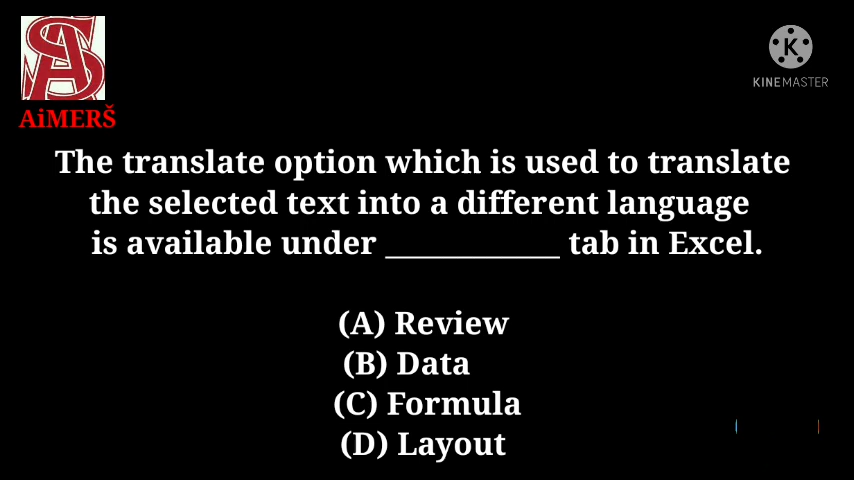 AiMERŠ
KINEMASTER
The translate option which is used to translate
the selected text into a different language
is available under ____________ tab in Excel.
(A) Review
(B) Data
(C) Formula
(D) Layout